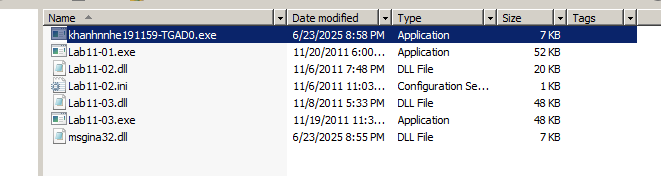 Name Date modified Type Size Tags
khanhnnhe191159-TGAD0.exe 6/23/2025 8:58 PM Application 7 KB
Lab11-01.exe 11/20/2011 6:00... Application 52 KB
Lab11-02.dll 11/6/2011 7:48 PM DLL File 20 KB
Lab11-02.ini 11/6/2011 11:03... Configuration Se... 1 KB
Lab11-03.dll 11/8/2011 5:33 PM DLL File 48 KB
Lab11-03.exe 11/19/2011 11:3... Application 48 KB
msgina32.dll 6/23/2025 8:55 PM DLL File 7 KB